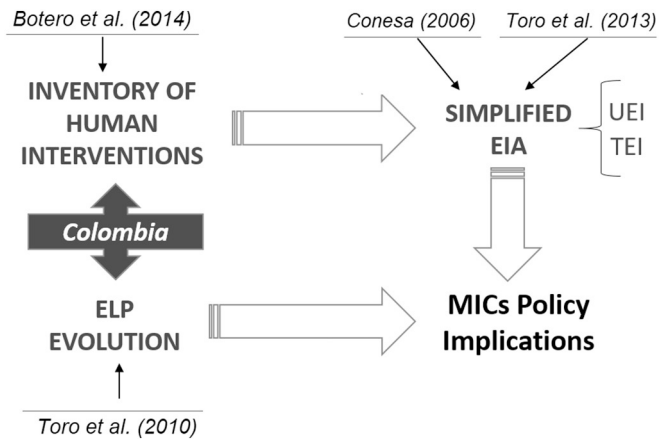 Botero et al. (2014)
Conesa (2006)
Toro et al. (2013)
INVENTORY OF
HUMAN
INTERVENTIONS
SIMPLIFIED
EIA
UEI
TEI
Colombia
ELP
EVOLUTION
MICs Policy
Implications
Toro et al. (2010)